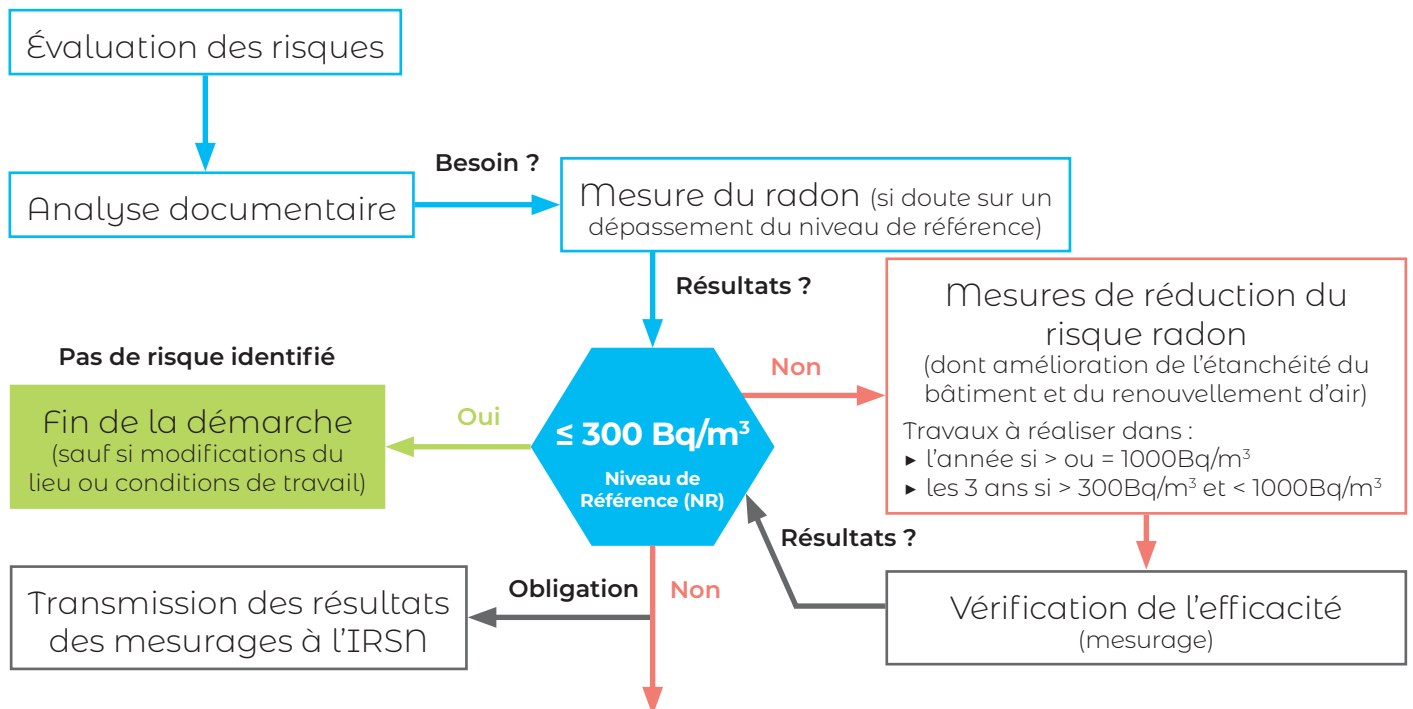 Évaluation des risques
Analyse documentaire
Besoin ?
Mesure du radon (si doute sur un
dépassement du niveau de référence)
Résultats ?
Pas de risque identifié
Fin de la démarche
(sauf si modifications du
lieu ou conditions de travail)
Oui
≤ 300 Bq/m³
Niveau de
Référence (NR)
Non
Mesures de réduction du
risque radon
(dont amélioration de l’étanchéité du
bâtiment et du renouvellement d’air)
Travaux à réaliser dans :
▸ l’année si > ou = 1000Bq/m³
▸ les 3 ans si > 300Bq/m³ et < 1000Bq/m³
Résultats ?
Vérification de l’efficacité
(mesurage)
Obligation
Non
Transmission des résultats
des mesurages à l’IRSN